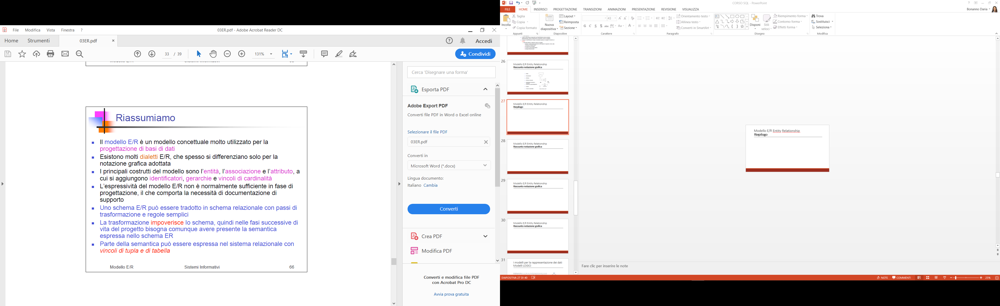 03ER.pdf - Adobe Acrobat Reader DC
File Modifica Vista Finestra ?
Home Strumenti 03ER.pdf × Accedi
33 / 39 131% Condividi
Modello E/R Sistemi Informativi
Riassumiamo
Il modello E/R è un modello concettuale molto utilizzato per la
progettazione di basi di dati
Esistono molti dialetti E/R, che spesso si differenziano solo per la
notazione grafica adottata
I principali costrutti del modello sono l'entità, l'associazione e l'attributo, a
cui si aggiungono identificatori, gerarchie e vincoli di cardinalità
L'espressività del modello E/R non è normalmente sufficiente in fase di
progettazione, il che comporta la necessità di documentazione di
supporto
Uno schema E/R può essere tradotto in schema relazionale con passi di
trasformazione e regole semplici
La trasformazione impoverisce lo schema, quindi nelle fasi successive di
vita del progetto bisogna comunque avere presente la semantica
espressa nello schema ER
Parte della semantica può essere espressa nel sistema relazionale con
vincoli di tupla e di tabella
Modello E/R Sistemi Informativi 66
Cerca 'Disegnare una forma'
Esporta PDF
Adobe Export PDF
Converti file PDF in Word o Excel online
Selezionare il file PDF
03ER.pdf
Converti in
Microsoft Word (*.docx)
Lingua documento:
Italiano Cambia
Converti
Crea PDF
Modifica PDF
Converti e modifica file PDF
con Acrobat Pro DC
Avvia prova gratuita
CORSO SQL - PowerPoint
FILE HOME INSERISCI PROGETTAZIONE TRANSIZIONI ANIMAZIONI PRESENTAZIONE REVISIONE VISUALIZZA Bonanno Daria
Incolla
Taglia
Copia
Copia formato
Appunti
Nuova
diapositiva
Layout
Reimposta
Sezione
Diapositive
43
G C S S abc AV Aa A
Carattere
Orientamento testo
Allinea testo
Converti in SmartArt
Paragrafo
Disponi
Stili
veloci
Riempimento forma
Contorno forma
Effetti forma
Disegno
Trova
Sostituisci
Seleziona
Modifica
26
Modello E/R Entity Relationship
Riassunto notazione grafica
27
Modello E/R Entity Relationship
Riepilogo
28
Modello E/R Entity Relationship
Riassunto notazione grafica
29
Modello E/R Entity Relationship
Riassunto notazione grafica
30
Modello E/R Entity Relationship
Riassunto notazione grafica
31
I modelli per la rappresentazione dei dati
Modelli LOGICI
Modello E/R Entity Relationship
Riepilogo
Fare clic per inserire le note
DIAPOSITIVA 27 DI 40 NOTE COMMENTI 25%